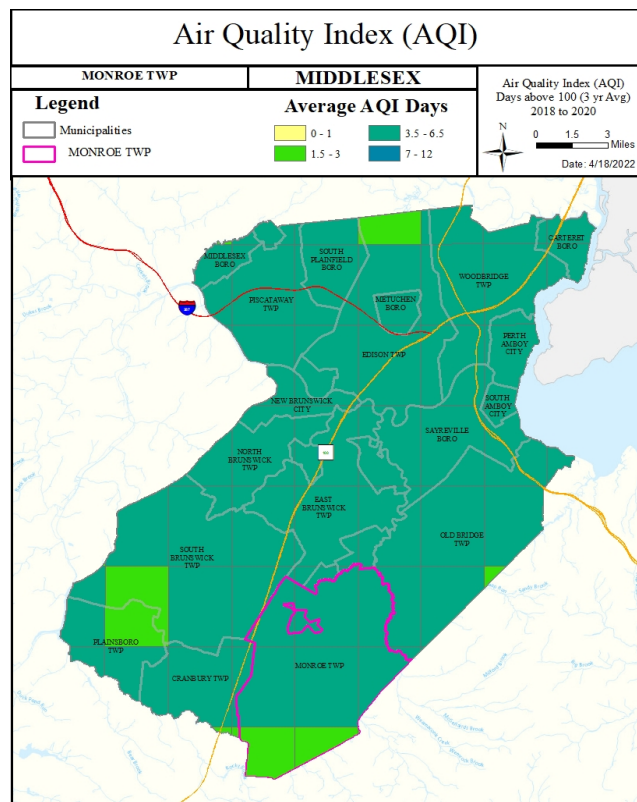 Air Quality Index (AQI)
MONROE TWP
MIDDLESEX
Legend
Municipalities
MONROE TWP
Average AQI Days
0 - 1
3.5 - 6.5
1.5 - 3
7 - 12
Air Quality Index (AQI)
Days above 100 (3 yr Avg)
2018 to 2020
N
0 1.5 3
Miles
Date: 4/18/2022
CARTERET
BORO
MIDDLESEX
BORO
SOUTH
PLAINFIELD
BORO
WOODBRIDGE
TWP
PISCATAWAY
TWP
METUCHEN
BORO
PERTH
AMBOY
CITY
EDISON TWP
NEW BRUNSWICK
CITY
SOUTH
AMBOY
CITY
SAYREVILLE
BORO
NORTH
BRUNSWICK
TWP
EAST
BRUNSWICK
TWP
OLD BRIDGE
TWP
SOUTH
BRUNSWICK
TWP
PLAINSBORO
TWP
MONROE TWP
CRANBURY TWP